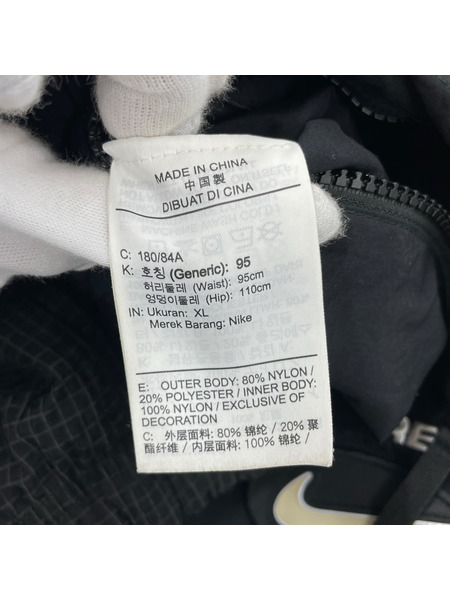 MADE IN CHINA
中国製
DIBUAT DI CINA
C: 180/84A
K: 호칭 (Generic): 95
허리둘레 (Waist): 95cm
엉덩이둘레 (Hip): 110cm
IN: Ukuran: XL
Merek Barang: Nike
E: OUTER BODY: 80% NYLON /
20% POLYESTER / INNER BODY:
100% NYLON / EXCLUSIVE OF
DECORATION
C: 外层面料: 80% 锦纶 / 20% 聚
酯纤维 / 内层面料: 100% 锦纶 /